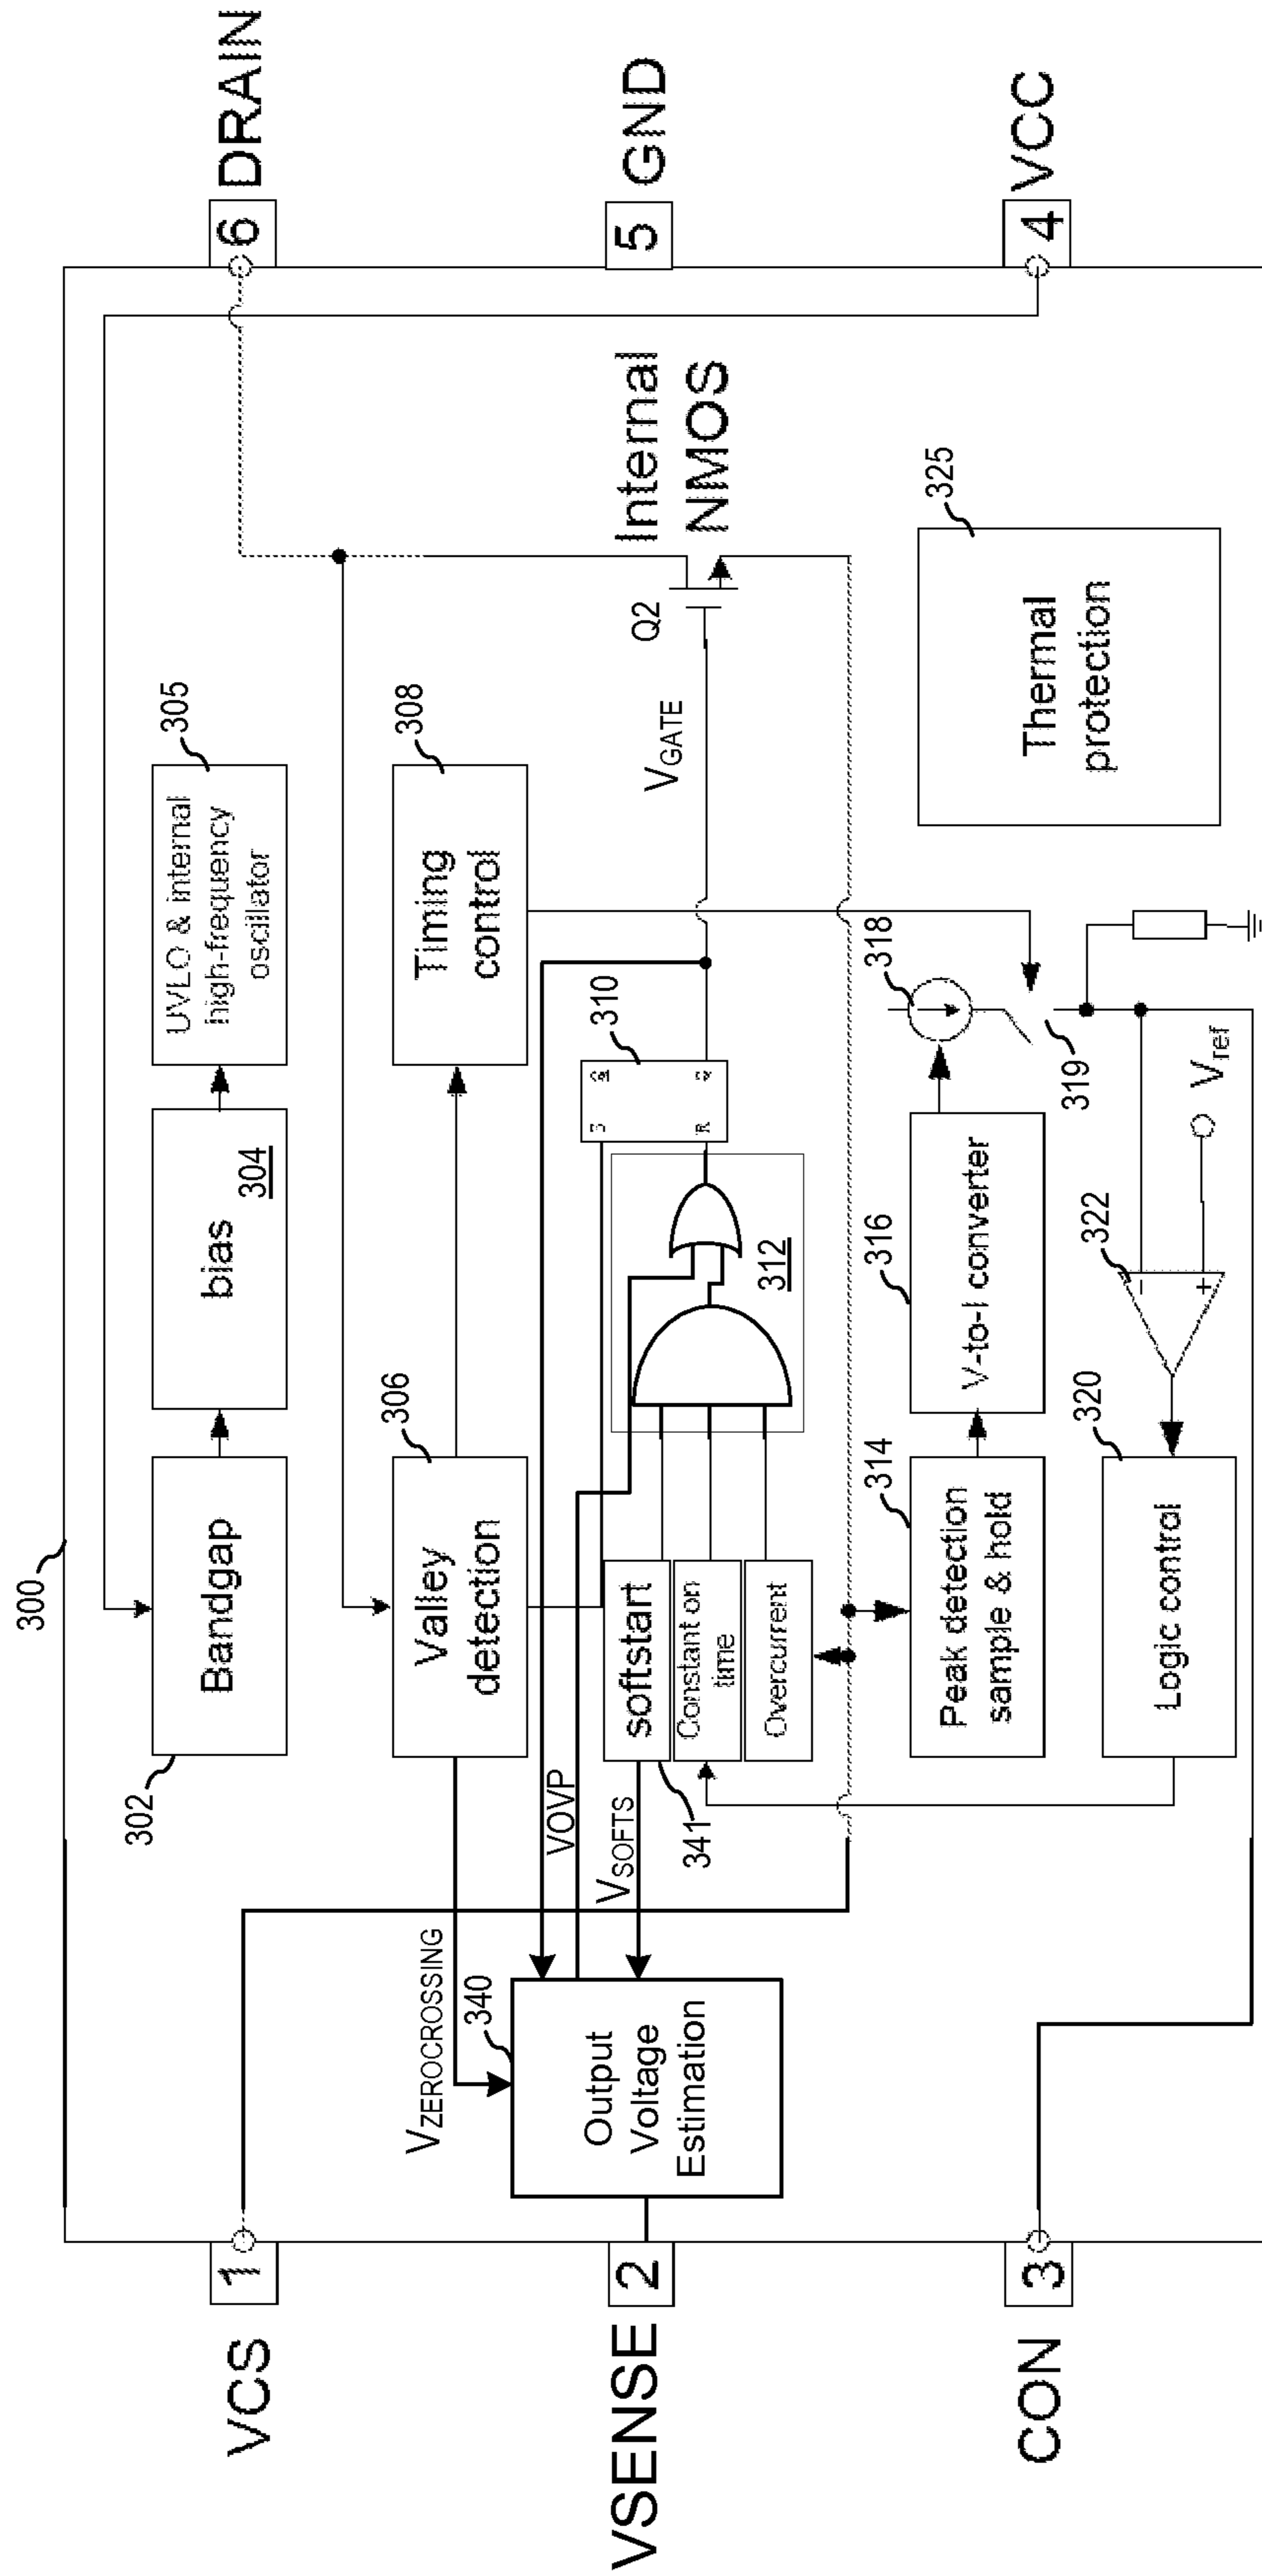 300
VCS
1
VSENSE
2
CON
3
6
DRAIN
5
GND
4
VCC
302
Bandgap
bias
304
305
UVLO & internal
high-frequency
oscillator
306
Valley
detection
308
Timing
control
VZEROCROSSING
340
Output
Voltage
Estimation
VOVP
VSOFTS
341
softstart
Constant on
time
Overcurrent
312
310
R
VGATE
Q2
Internal
NMOS
314
Peak detection
sample & hold
316
V-to-I converter
318
319
320
Logic control
322
-
+
Vref
325
Thermal
protection